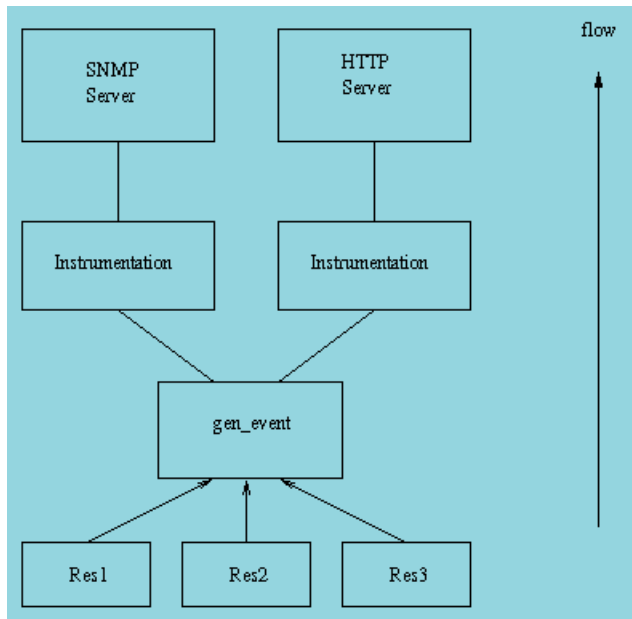 SNMP
Server
HTTP
Server
flow
Instrumentation
Instrumentation
gen_event
Res1
Res2
Res3